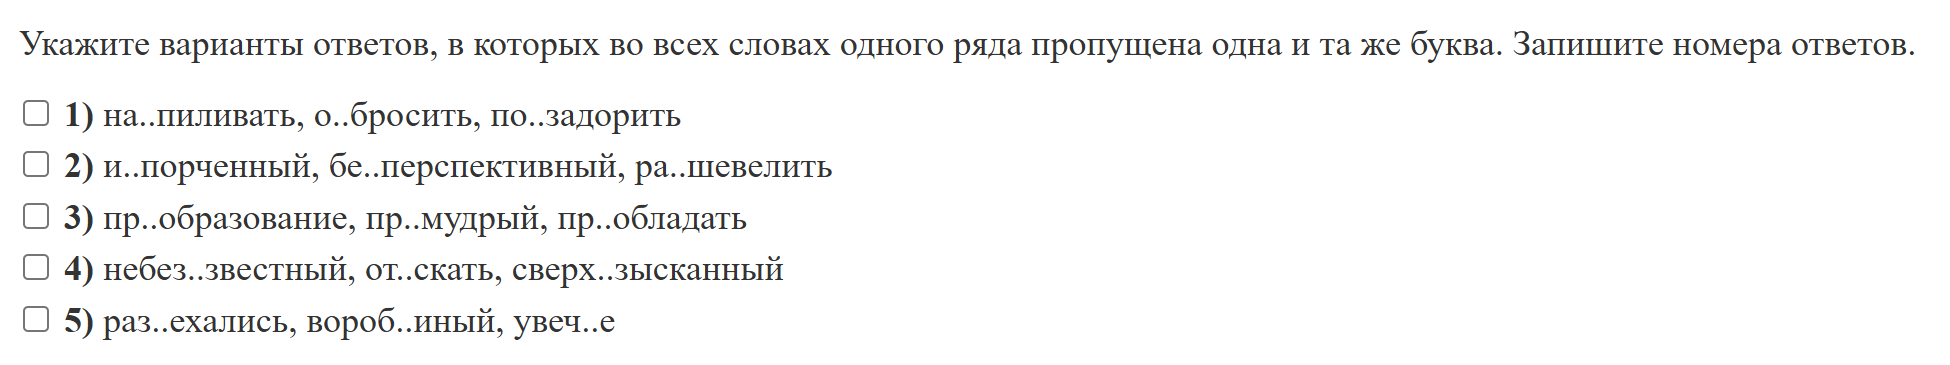 Укажите варианты ответов, в которых во всех словах одного ряда пропущена одна и та же буква. Запишите номера ответов.
1) на..пиливать, о..бросить, по..задорить
2) и..порченный, бе..перспективный, ра..шевелить
3) пр..образование, пр..мудрый, пр..обладать
4) небез..звестный, от..скать, сверх..зысканный
5) раз..ехались, вороб..иный, увеч..е